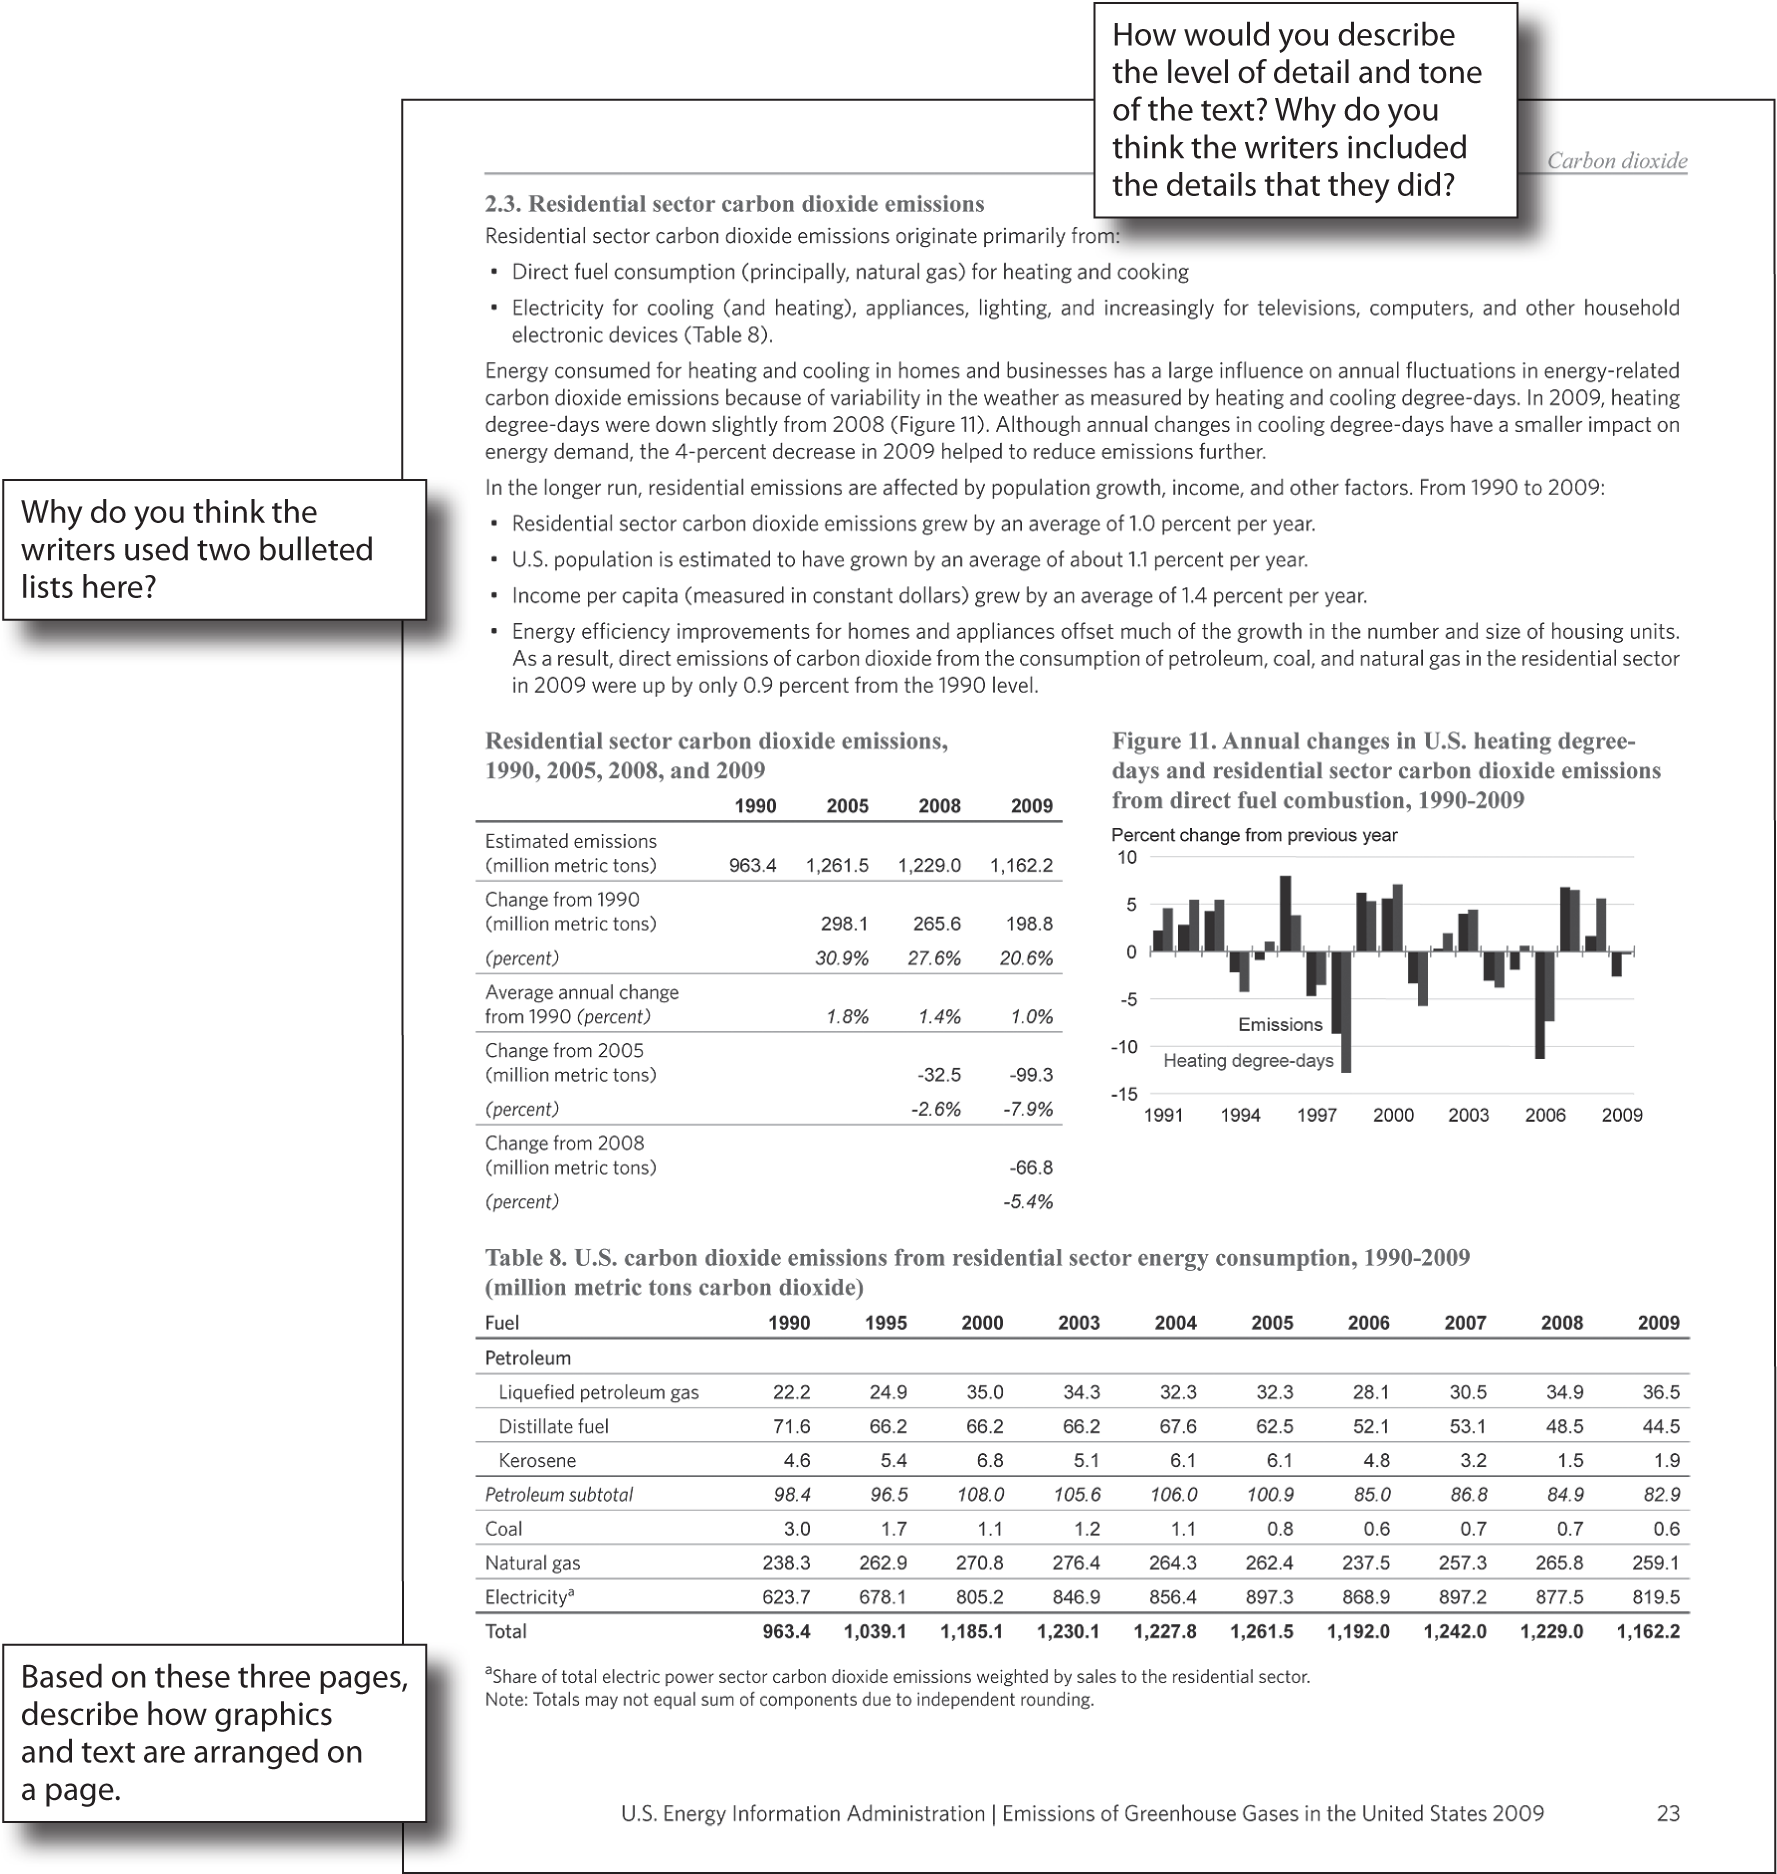 How would you describe
the level of detail and tone
of the text? Why do you
think the writers included
the details that they did?
Carbon dioxide
2.3. Residential sector carbon dioxide emissions
Residential sector carbon dioxide emissions originate primarily from:
▪ Direct fuel consumption (principally, natural gas) for heating and cooking
▪ Electricity for cooling (and heating), appliances, lighting, and increasingly for televisions, computers, and other household
electronic devices (Table 8).
Energy consumed for heating and cooling in homes and businesses has a large influence on annual fluctuations in energy-related
carbon dioxide emissions because of variability in the weather as measured by heating and cooling degree-days. In 2009, heating
degree-days were down slightly from 2008 (Figure 11). Although annual changes in cooling degree-days have a smaller impact on
energy demand, the 4-percent decrease in 2009 helped to reduce emissions further.
Why do you think the
writers used two bulleted
lists here?
In the longer run, residential emissions are affected by population growth, income, and other factors. From 1990 to 2009:
▪ Residential sector carbon dioxide emissions grew by an average of 1.0 percent per year.
▪ U.S. population is estimated to have grown by an average of about 1.1 percent per year.
▪ Income per capita (measured in constant dollars) grew by an average of 1.4 percent per year.
▪ Energy efficiency improvements for homes and appliances offset much of the growth in the number and size of housing units.
As a result, direct emissions of carbon dioxide from the consumption of petroleum, coal, and natural gas in the residential sector
in 2009 were up by only 0.9 percent from the 1990 level.
Residential sector carbon dioxide emissions,
1990, 2005, 2008, and 2009
1990 2005 2008 2009
Estimated emissions
(million metric tons) 963.4 1,261.5 1,229.0 1,162.2
Change from 1990
(million metric tons) 298.1 265.6 198.8
(percent) 30.9% 27.6% 20.6%
Average annual change
from 1990 (percent) 1.8% 1.4% 1.0%
Change from 2005
(million metric tons) -32.5 -99.3
(percent) -2.6% -7.9%
Change from 2008
(million metric tons) -66.8
(percent) -5.4%
Figure 11. Annual changes in U.S. heating degree-
days and residential sector carbon dioxide emissions
from direct fuel combustion, 1990-2009
Percent change from previous year
10
5
0
-5
Emissions
-10
Heating degree-days
-15
1991 1994 1997 2000 2003 2006 2009
Table 8. U.S. carbon dioxide emissions from residential sector energy consumption, 1990-2009
(million metric tons carbon dioxide)
Fuel 1990 1995 2000 2003 2004 2005 2006 2007 2008 2009
Petroleum
Liquefied petroleum gas 22.2 24.9 35.0 34.3 32.3 32.3 28.1 30.5 34.9 36.5
Distillate fuel 71.6 66.2 66.2 66.2 67.6 62.5 52.1 53.1 48.5 44.5
Kerosene 4.6 5.4 6.8 5.1 6.1 6.1 4.8 3.2 1.5 1.9
Petroleum subtotal 98.4 96.5 108.0 105.6 106.0 100.9 85.0 86.8 84.9 82.9
Coal 3.0 1.7 1.1 1.2 1.1 0.8 0.6 0.7 0.7 0.6
Natural gas 238.3 262.9 270.8 276.4 264.3 262.4 237.5 257.3 265.8 259.1
Electricityᵃ 623.7 678.1 805.2 846.9 856.4 897.3 868.9 897.2 877.5 819.5
Total 963.4 1,039.1 1,185.1 1,230.1 1,227.8 1,261.5 1,192.0 1,242.0 1,229.0 1,162.2
ᵃShare of total electric power sector carbon dioxide emissions weighted by sales to the residential sector.
Note: Totals may not equal sum of components due to independent rounding.
Based on these three pages,
describe how graphics
and text are arranged on
a page.
U.S. Energy Information Administration | Emissions of Greenhouse Gases in the United States 2009 23